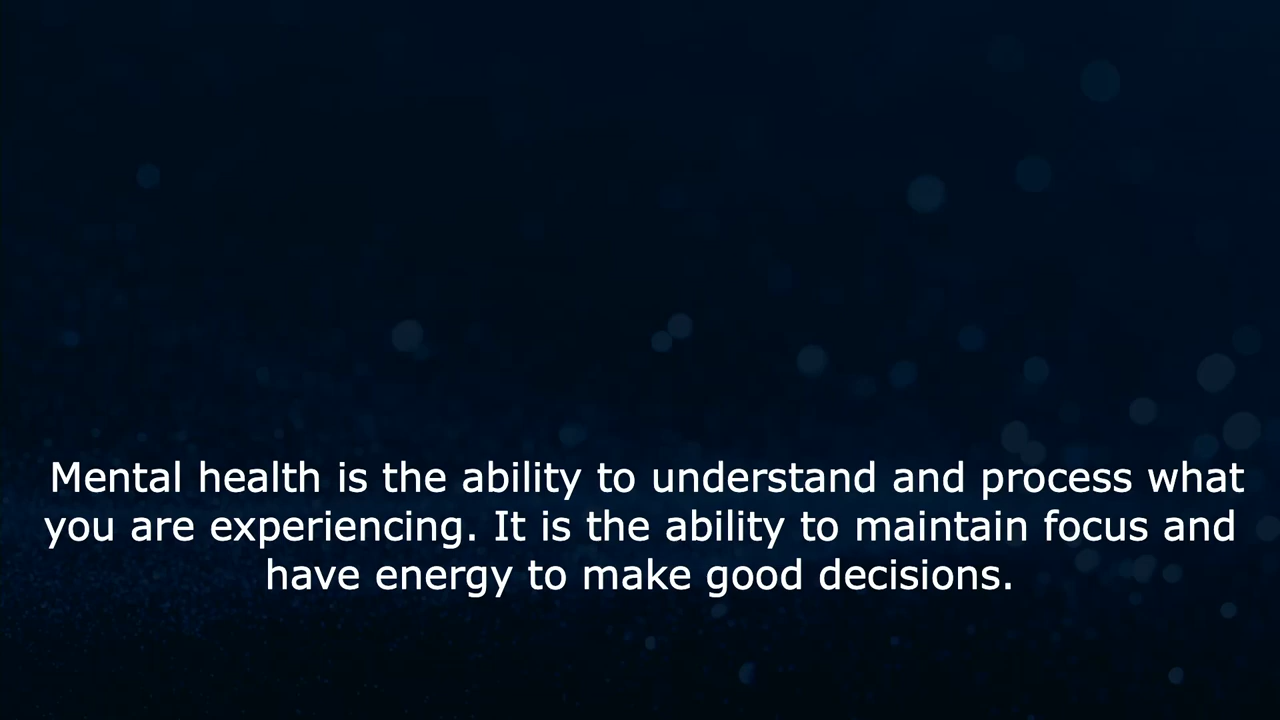 Mental health is the ability to understand and process what
you are experiencing. It is the ability to maintain focus and
have energy to make good decisions.